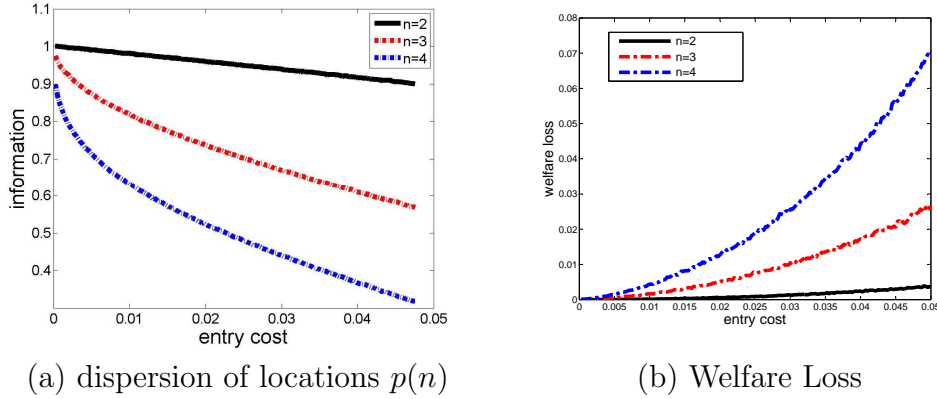 1.1
1
0.9
0.8
0.7
0.6
0.5
0.4
information
0
0.01
0.02
0.03
0.04
0.05
entry cost
n=2
n=3
n=4
(a) dispersion of locations p(n)
0.08
0.07
0.06
0.05
0.04
0.03
0.02
0.01
0
welfare loss
0.005
0.01
0.015
0.02
0.025
0.03
0.035
0.04
0.045
0.05
entry cost
n=2
n=3
n=4
(b) Welfare Loss